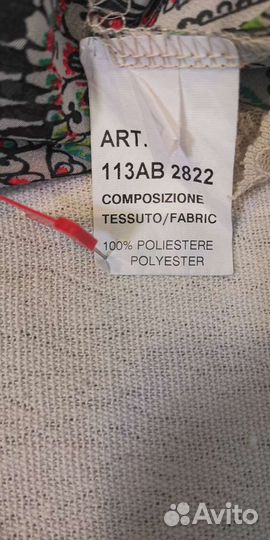 ART.
113AB 2822
COMPOSIZIONE
TESSUTO/FABRIC
100% POLIESTERE
POLYESTER
Avito